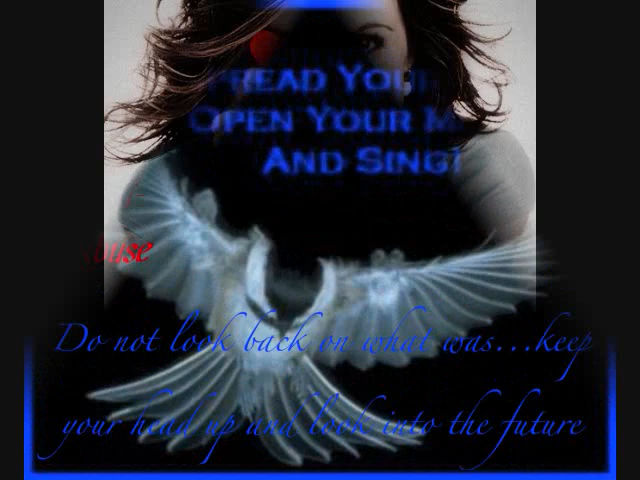 Open Your
And Sing!
Do not look back on what was...keep
your head up and look into the future